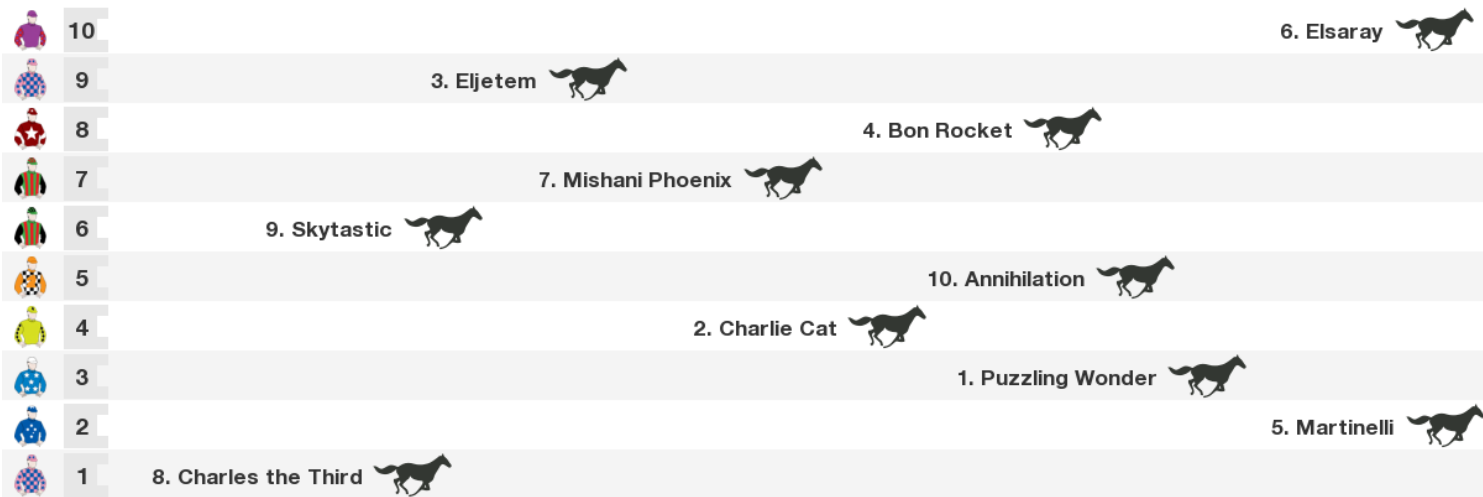 10 6. Elsaray
9 3. Eljetem
8 4. Bon Rocket
7 7. Mishani Phoenix
6 9. Skytastic
5 10. Annihilation
4 2. Charlie Cat
3 1. Puzzling Wonder
2 5. Martinelli
1 8. Charles the Third